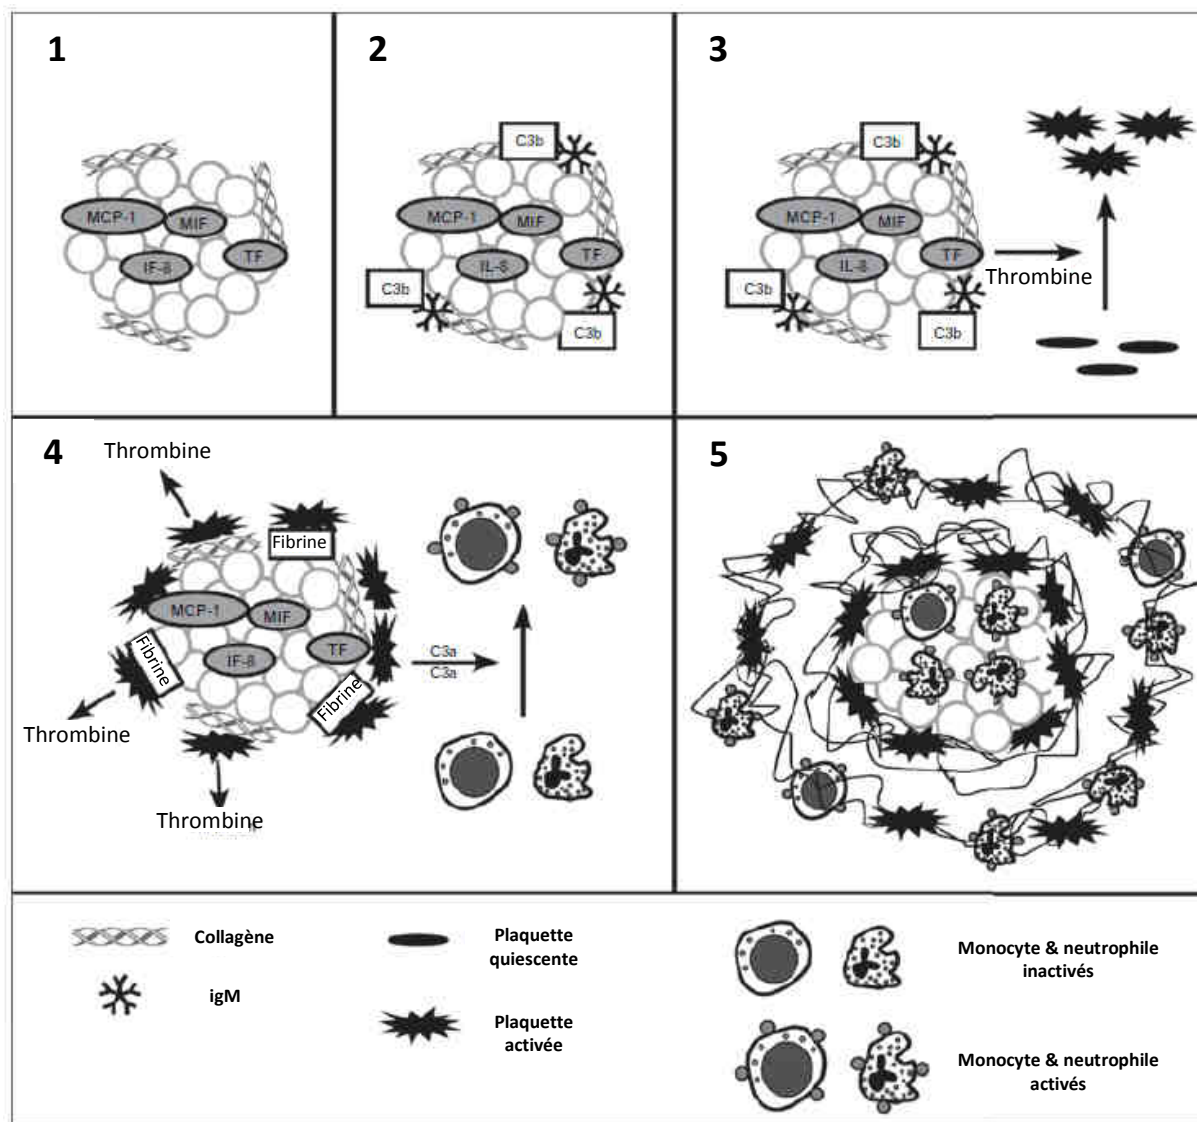 1
MCP-1
MIF
IF-8
TF
2
C3b
MCP-1
MIF
IL-8
TF
C3b
C3b
3
C3b
MCP-1
MIF
IL-8
TF
C3b
C3b
Thrombine
4
Thrombine
Fibrine
MCP-1
MIF
Fibrine
IF-8
TF
Fibrine
C3a
C3a
Thrombine
Thrombine
5
Collagène
igM
Plaquette
quiescente
Plaquette
activée
Monocyte & neutrophile
inactivés
Monocyte & neutrophile
activés